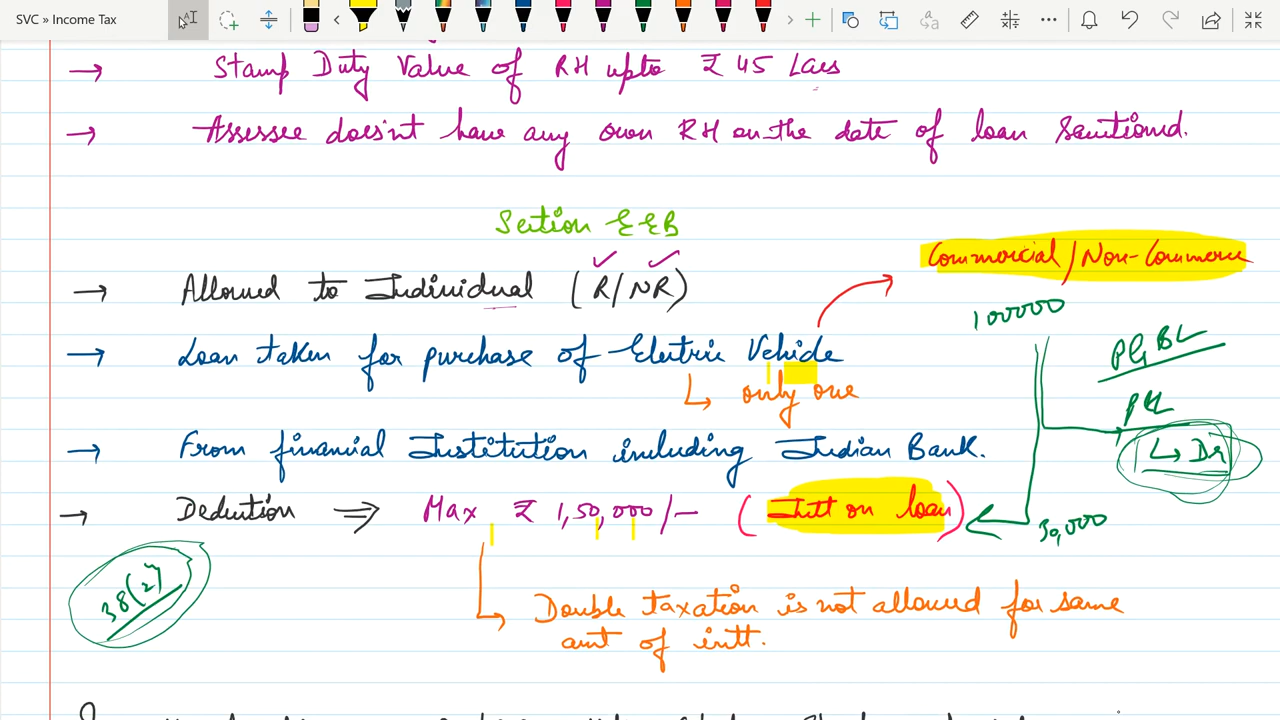 SVC » Income Tax
→ Stamp Duty Value of RH upto ₹ 45 Lacs
→ Assessee doesn't have any own RH on the date of loan Sanctioned.
Section EEB
Commercial / Non-Commerce
→ Allowed to Individual (R/NR)
100000
→ Loan taken for purchase of Electric Vehicle
PGBL
↳ only one
PL
→ From financial Institution including Indian Bank.
↳ Dr
→ Deduction ⇒ Max ₹ 1,50,000/- (Intt on loan)
30,000
38(2)
↳ Double taxation is not allowed for same
amt of intt.